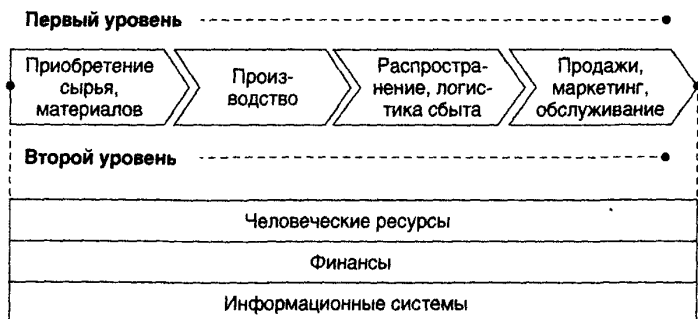 Первый уровень
Приобретение
сырья,
материалов
Произ-
водство
Распростра-
нение, логис-
тика сбыта
Продажи,
маркетинг,
обслуживание
Второй уровень
Человеческие ресурсы
Финансы
Информационные системы